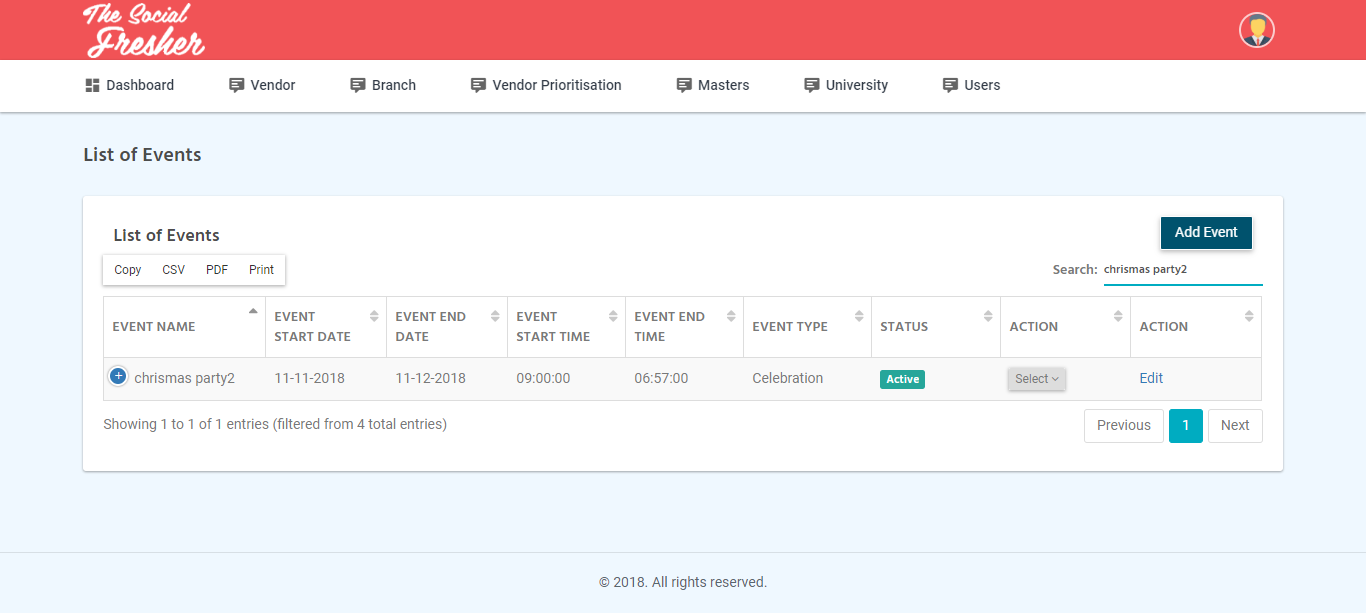 The Social
Fresher
Dashboard Vendor Branch Vendor Prioritisation Masters University Users
List of Events
List of Events
Add Event
Copy CSV PDF Print
Search: chrismas party2
EVENT NAME EVENT START DATE EVENT END DATE EVENT START TIME EVENT END TIME EVENT TYPE STATUS ACTION ACTION
chrismas party2 11-11-2018 11-12-2018 09:00:00 06:57:00 Celebration Active Select Edit
Showing 1 to 1 of 1 entries (filtered from 4 total entries)
Previous 1 Next
© 2018. All rights reserved.